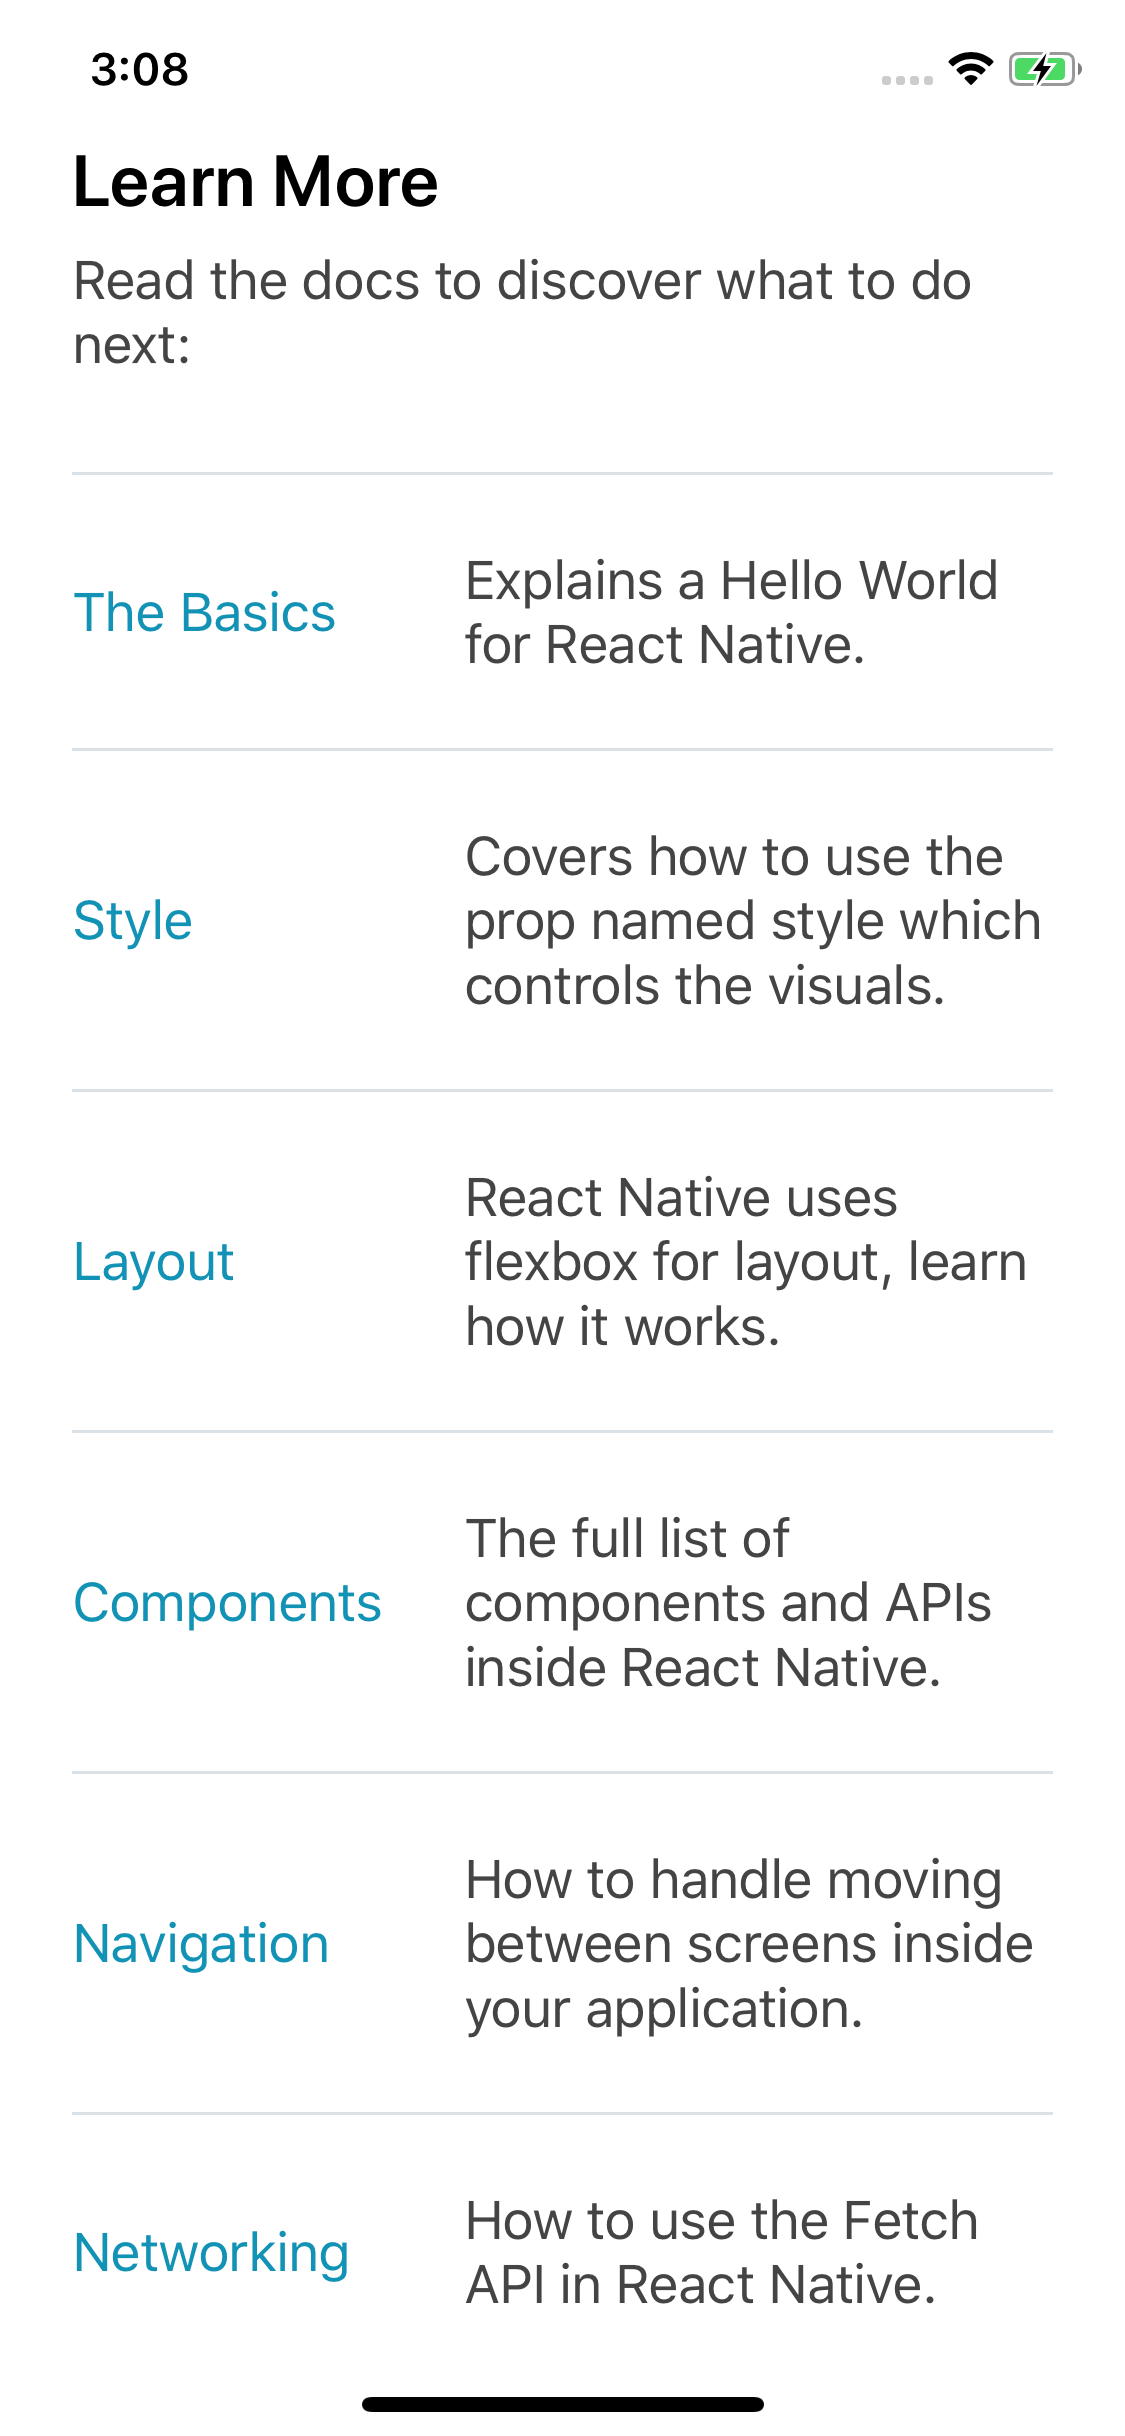 3:08
Learn More
Read the docs to discover what to do
next:
The Basics
Explains a Hello World
for React Native.
Style
Covers how to use the
prop named style which
controls the visuals.
Layout
React Native uses
flexbox for layout, learn
how it works.
Components
The full list of
components and APIs
inside React Native.
Navigation
How to handle moving
between screens inside
your application.
Networking
How to use the Fetch
API in React Native.